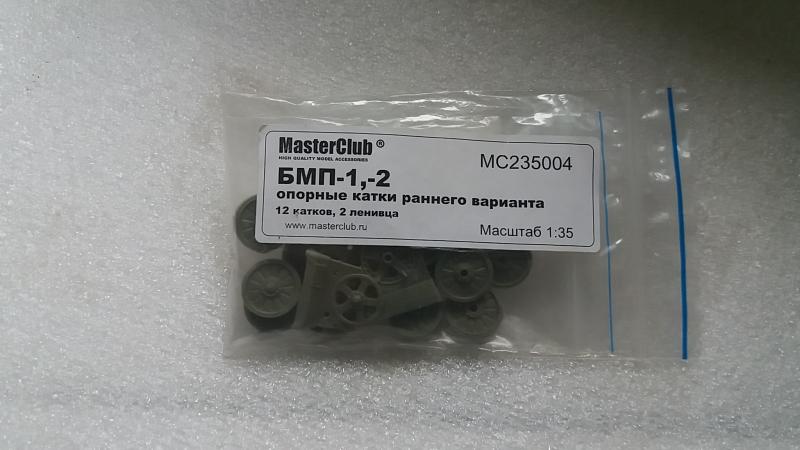 MasterClub ®
HIGH QUALITY MODEL ACCESSORIES
MC235004
БМП-1,-2
опорные катки раннего варианта
12 катков, 2 ленивца
www.masterclub.ru
Масштаб 1:35